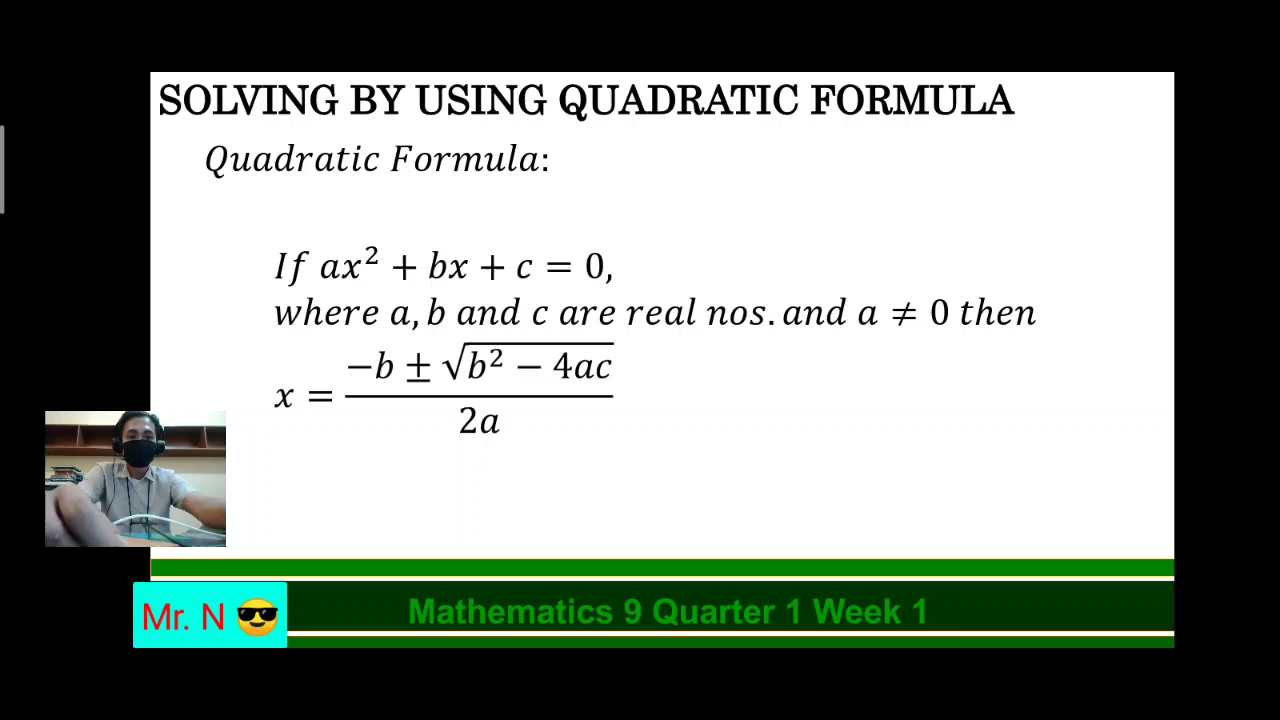 SOLVING BY USING QUADRATIC FORMULA
Quadratic Formula:
If ax² + bx + c = 0,
where a, b and c are real nos. and a ≠ 0 then
x = (−b ± √(b² − 4ac)) / 2a
Mr. N 😎
Mathematics 9 Quarter 1 Week 1